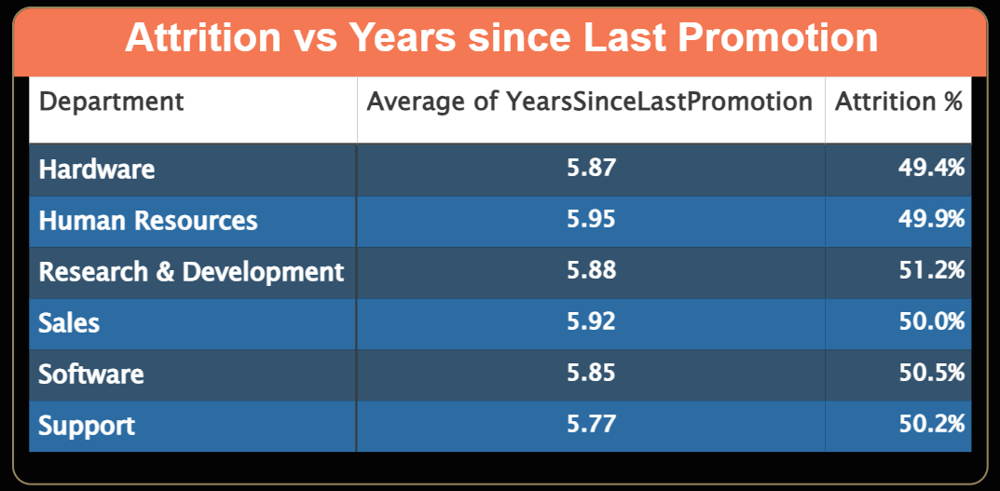 Attrition vs Years since Last Promotion
Department Average of YearsSinceLastPromotion Attrition %
Hardware 5.87 49.4%
Human Resources 5.95 49.9%
Research & Development 5.88 51.2%
Sales 5.92 50.0%
Software 5.85 50.5%
Support 5.77 50.2%